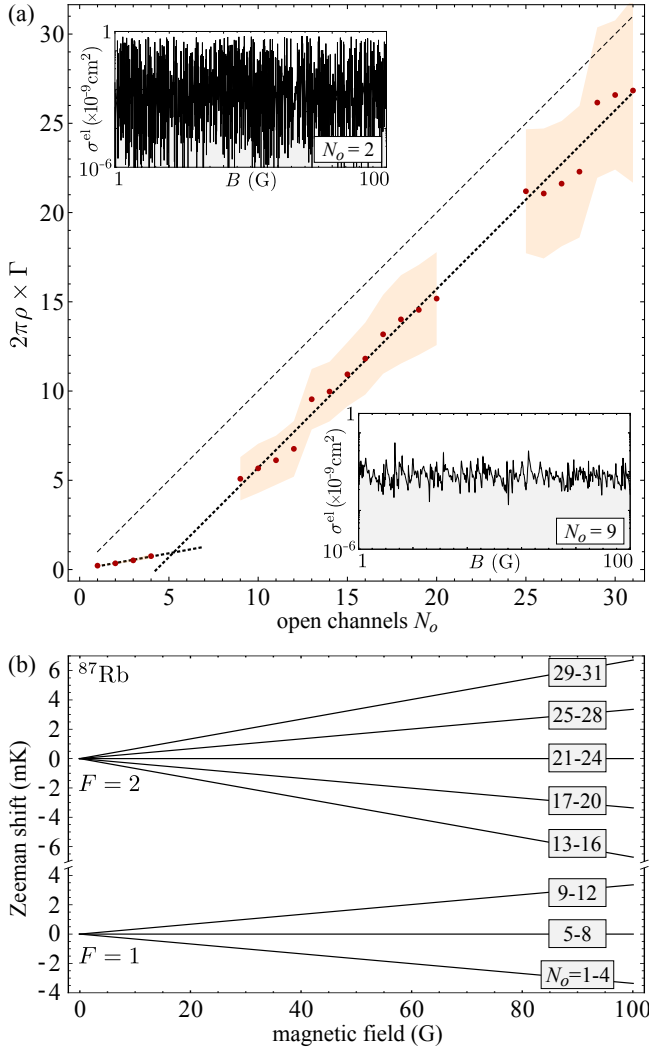 (a)
30
25
20
15
10
5
0
2πρ × Γ
0 5 10 15 20 25 30
open channels Nₒ
1
σᵉˡ (×10⁻⁹cm²)
10⁻⁶
Nₒ = 2
1 B (G) 100
1
σᵉˡ (×10⁻⁹cm²)
10⁻⁶
Nₒ = 9
1 B (G) 100
(b)
⁸⁷Rb
6
4
2
0
-2
-4
-6
4
2
0
-2
-4
Zeeman shift (mK)
F = 2
F = 1
29-31
25-28
21-24
17-20
13-16
9-12
5-8
Nₒ=1-4
0 20 40 60 80 100
magnetic field (G)